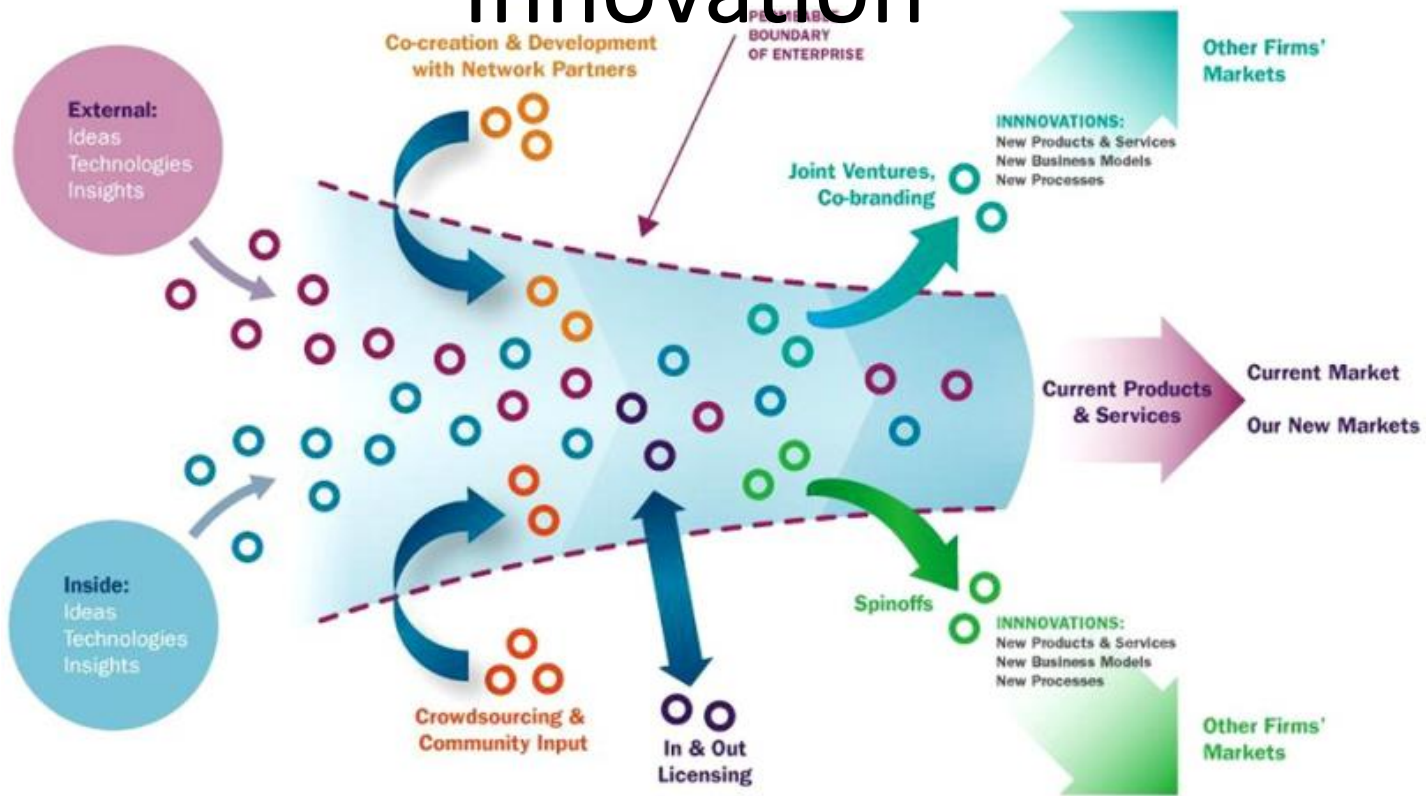 Innovation
Co-creation & Development
with Network Partners
PERMEABLE
BOUNDARY
OF ENTERPRISE
Other Firms'
Markets
External:
Ideas
Technologies
Insights
INNNOVATIONS:
New Products & Services
New Business Models
New Processes
Joint Ventures,
Co-branding
Current Products
& Services
Current Market
Our New Markets
Inside:
Ideas
Technologies
Insights
Spinoffs
INNNOVATIONS:
New Products & Services
New Business Models
New Processes
Crowdsourcing &
Community Input
In & Out
Licensing
Other Firms'
Markets